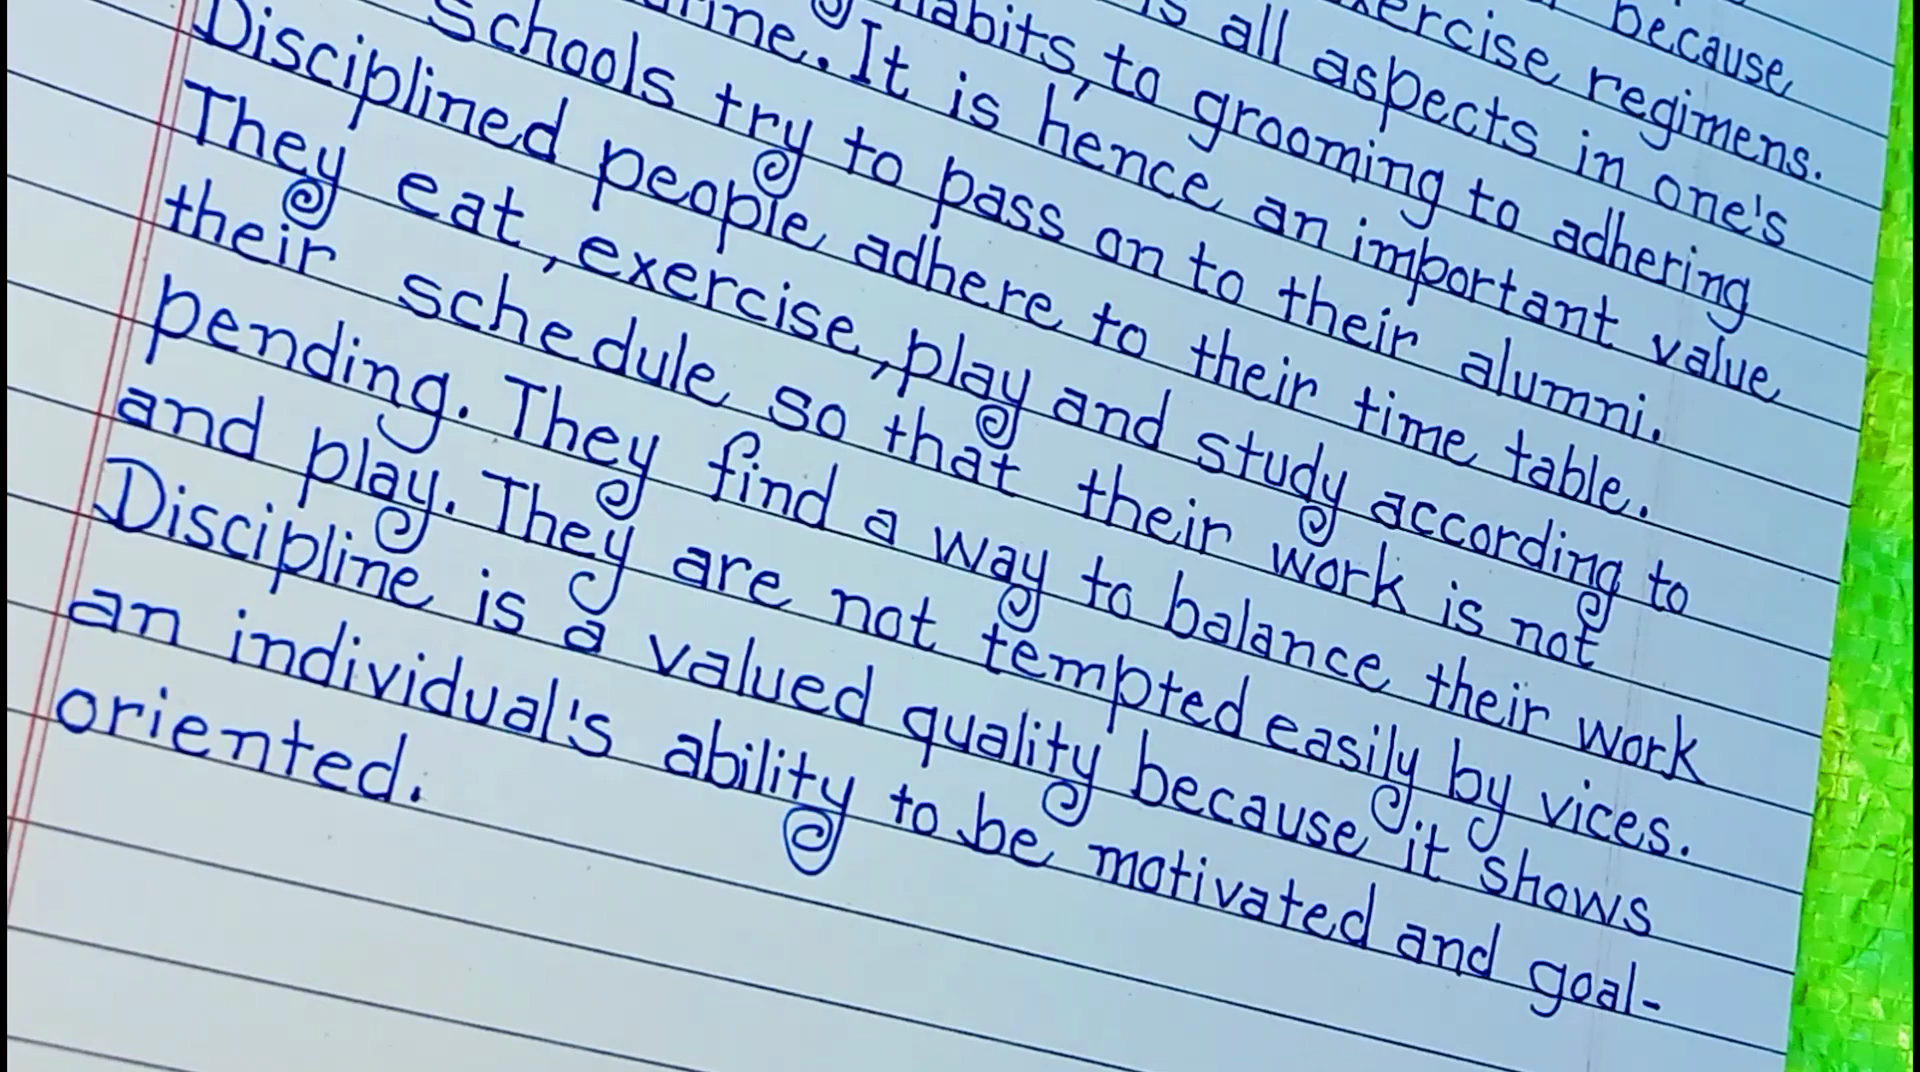 because
regimens.
all aspects in one's
habits, to grooming to adhering
It is hence an important value
Schools try to pass on to their alumni.
Disciplined people adhere to their time table.
They eat, exercise, play and study according to
their schedule so that their work is not
pending. They find a way to balance their work
and play. They are not tempted easily by vices.
Discipline is a valued quality because it shows
an individual's ability to be motivated and goal-
oriented.